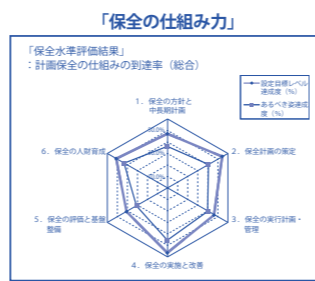 「保全の仕組み力」
「保全水準評価結果」
：計画保全の仕組みの到達率（総合）
設定目標レベル
達成度（%）
あるべき姿達成
度（%）
1．保全の方針と
中長期計画
2．保全計画の策定
3．保全の実行計画・
管理
4．保全の実施と改善
5．保全の評価と基盤
整備
6．保全の人財育成